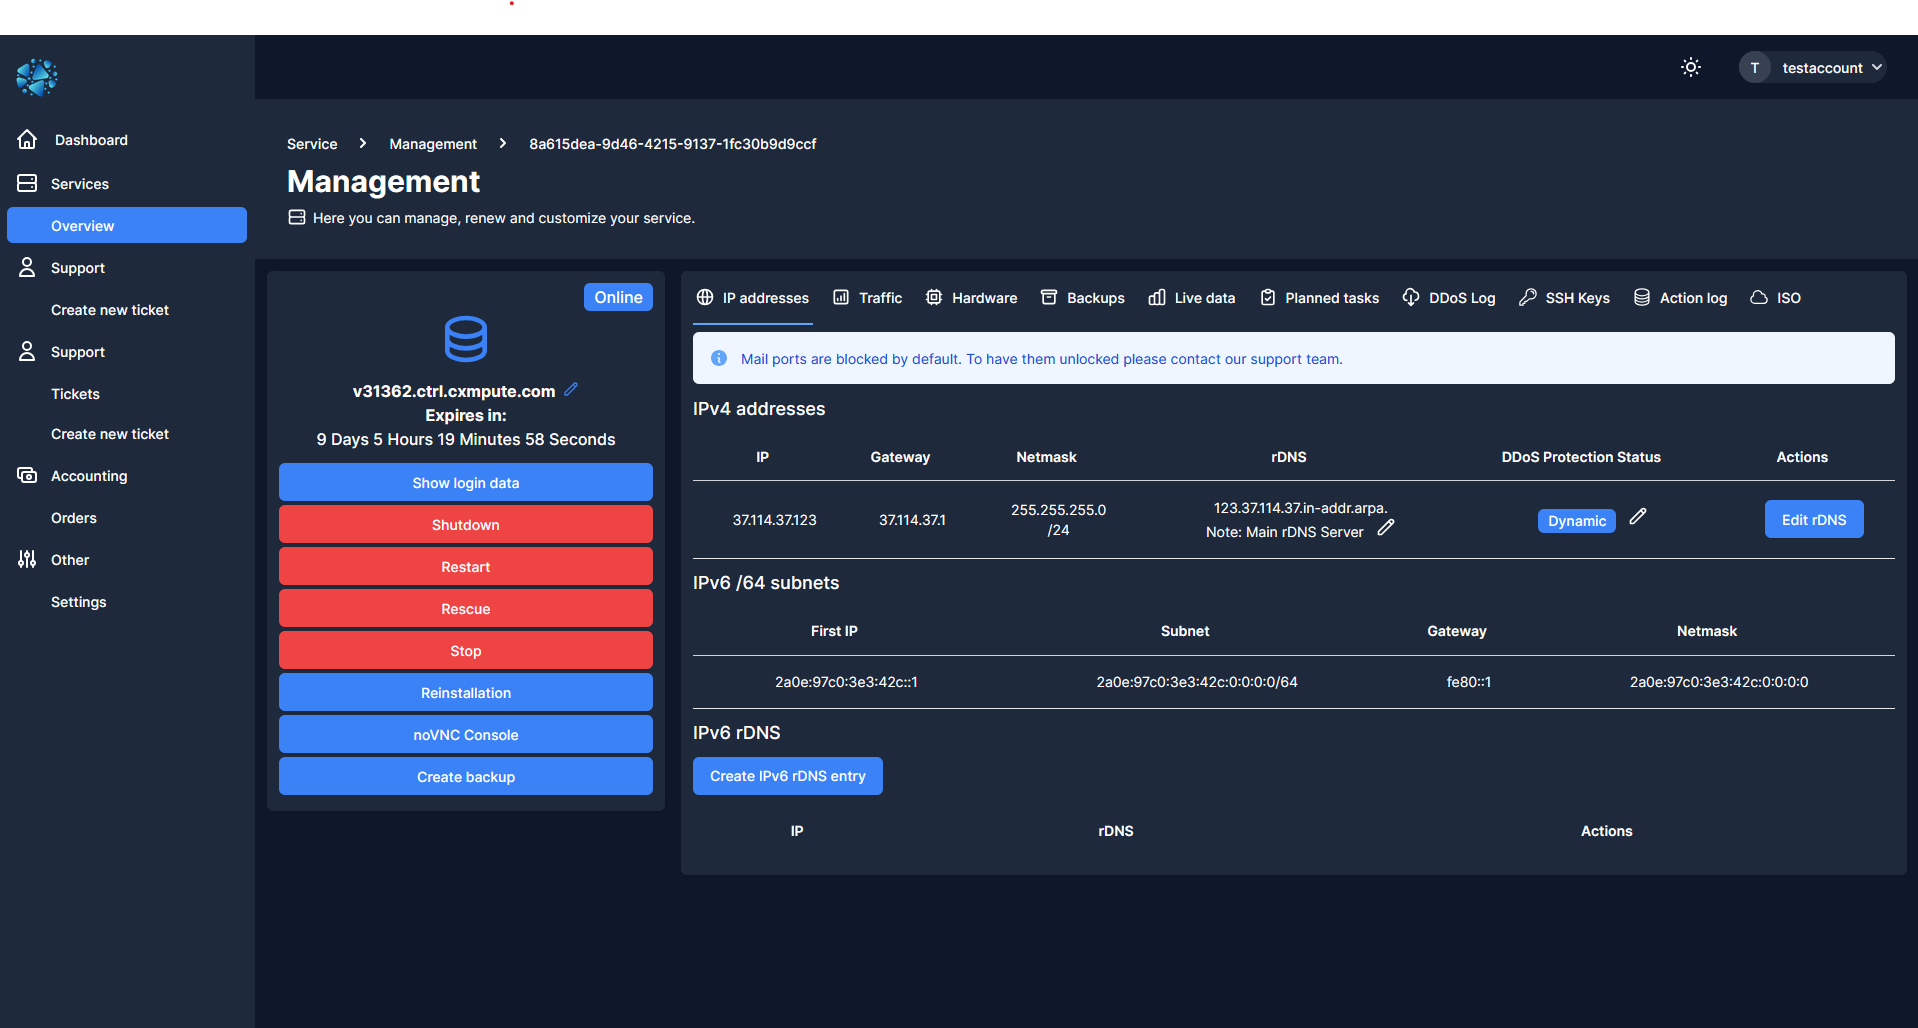 T
testaccount
Dashboard
Services
Overview
Support
Create new ticket
Support
Tickets
Create new ticket
Accounting
Orders
Other
Settings
Service
Management
8a615dea-9d46-4215-9137-1fc30b9d9ccf
Management
Here you can manage, renew and customize your service.
Online
v31362.ctrl.cxmpute.com
Expires in:
9 Days 5 Hours 19 Minutes 58 Seconds
Show login data
Shutdown
Restart
Rescue
Stop
Reinstallation
noVNC Console
Create backup
IP addresses
Traffic
Hardware
Backups
Live data
Planned tasks
DDoS Log
SSH Keys
Action log
ISO
Mail ports are blocked by default. To have them unlocked please contact our support team.
IPv4 addresses
IP Gateway Netmask rDNS DDoS Protection Status Actions
37.114.37.123
37.114.37.1
255.255.255.0
/24
123.37.114.37.in-addr.arpa.
Note: Main rDNS Server
Dynamic
Edit rDNS
IPv6 /64 subnets
First IP Subnet Gateway Netmask
2a0e:97c0:3e3:42c::1 2a0e:97c0:3e3:42c:0:0:0:0/64 fe80::1 2a0e:97c0:3e3:42c:0:0:0:0
IPv6 rDNS
Create IPv6 rDNS entry
IP rDNS Actions